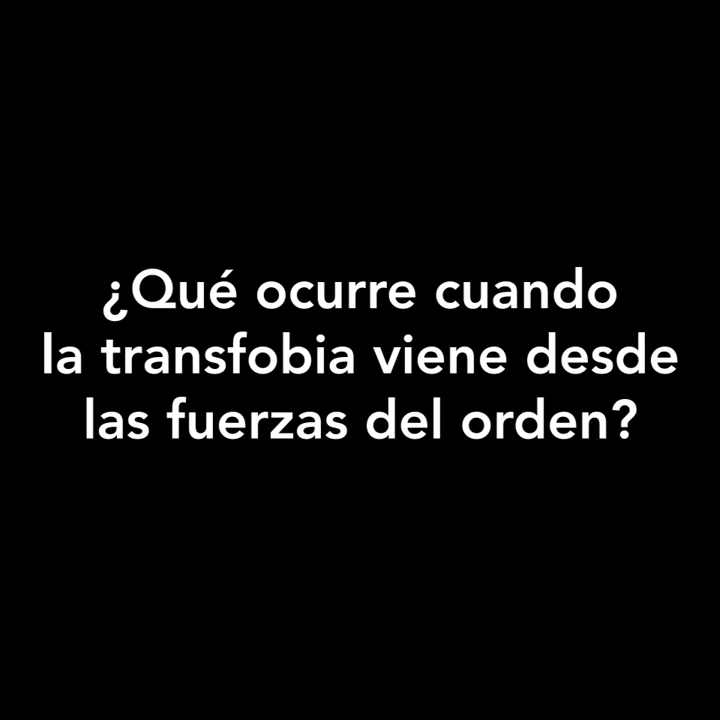 ¿Qué ocurre cuando
la transfobia viene desde
las fuerzas del orden?